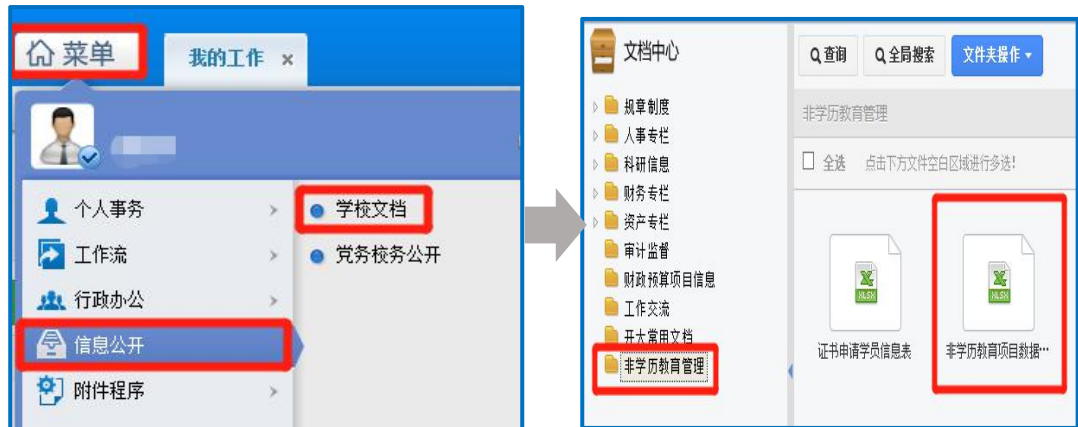 菜单
我的工作 ×
个人事务
工作流
行政办公
信息公开
附件程序
学校文档
党务校务公开
文档中心
规章制度
人事专栏
科研信息
财务专栏
资产专栏
审计监督
财政预算项目信息
工作交流
开大常用文档
非学历教育管理
查询 全局搜索 文件夹操作
非学历教育管理
全选 点击下方文件空白区域进行多选!
XLSX XLSX
证书申请学员信息表 非学历教育项目数据…